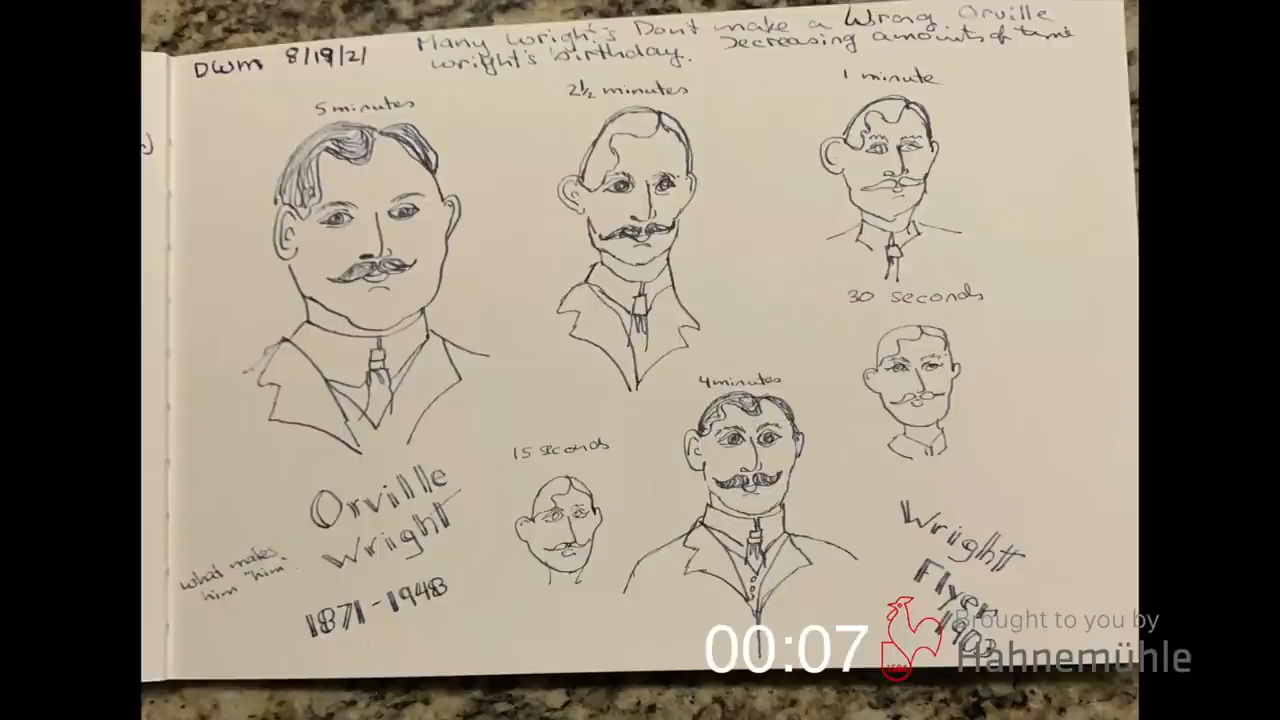 DWM 8/19/21
Many Wright's Don't make a Wrong Orville
Wright's birthday. Decreasing amounts of time
5 minutes
2½ minutes
1 minute
30 seconds
4 minutes
15 seconds
Orville
Wright
1871-1948
what makes
him "him".
Wright
Flyer
1903
00:07
Brought to you by
Hahnemühle
1584